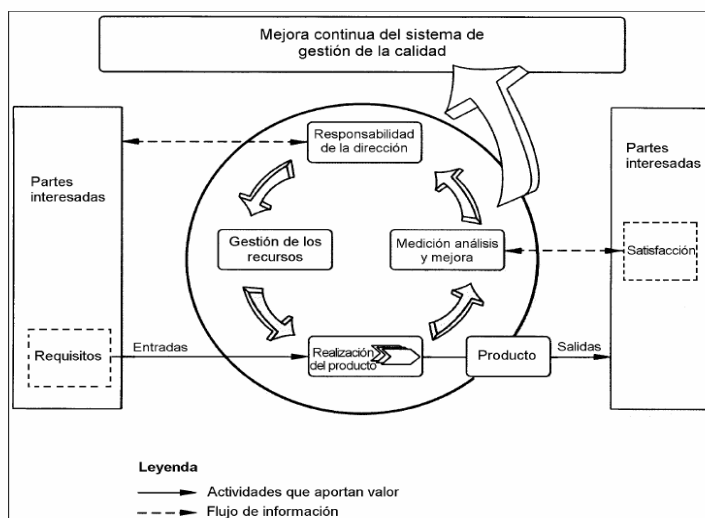 Mejora continua del sistema de
gestión de la calidad
Responsabilidad
de la dirección
Partes
interesadas
Partes
interesadas
Gestión de los
recursos
Medición análisis
y mejora
Satisfacción
Requisitos
Entradas
Realización
del producto
Producto
Salidas
Leyenda
Actividades que aportan valor
Flujo de información